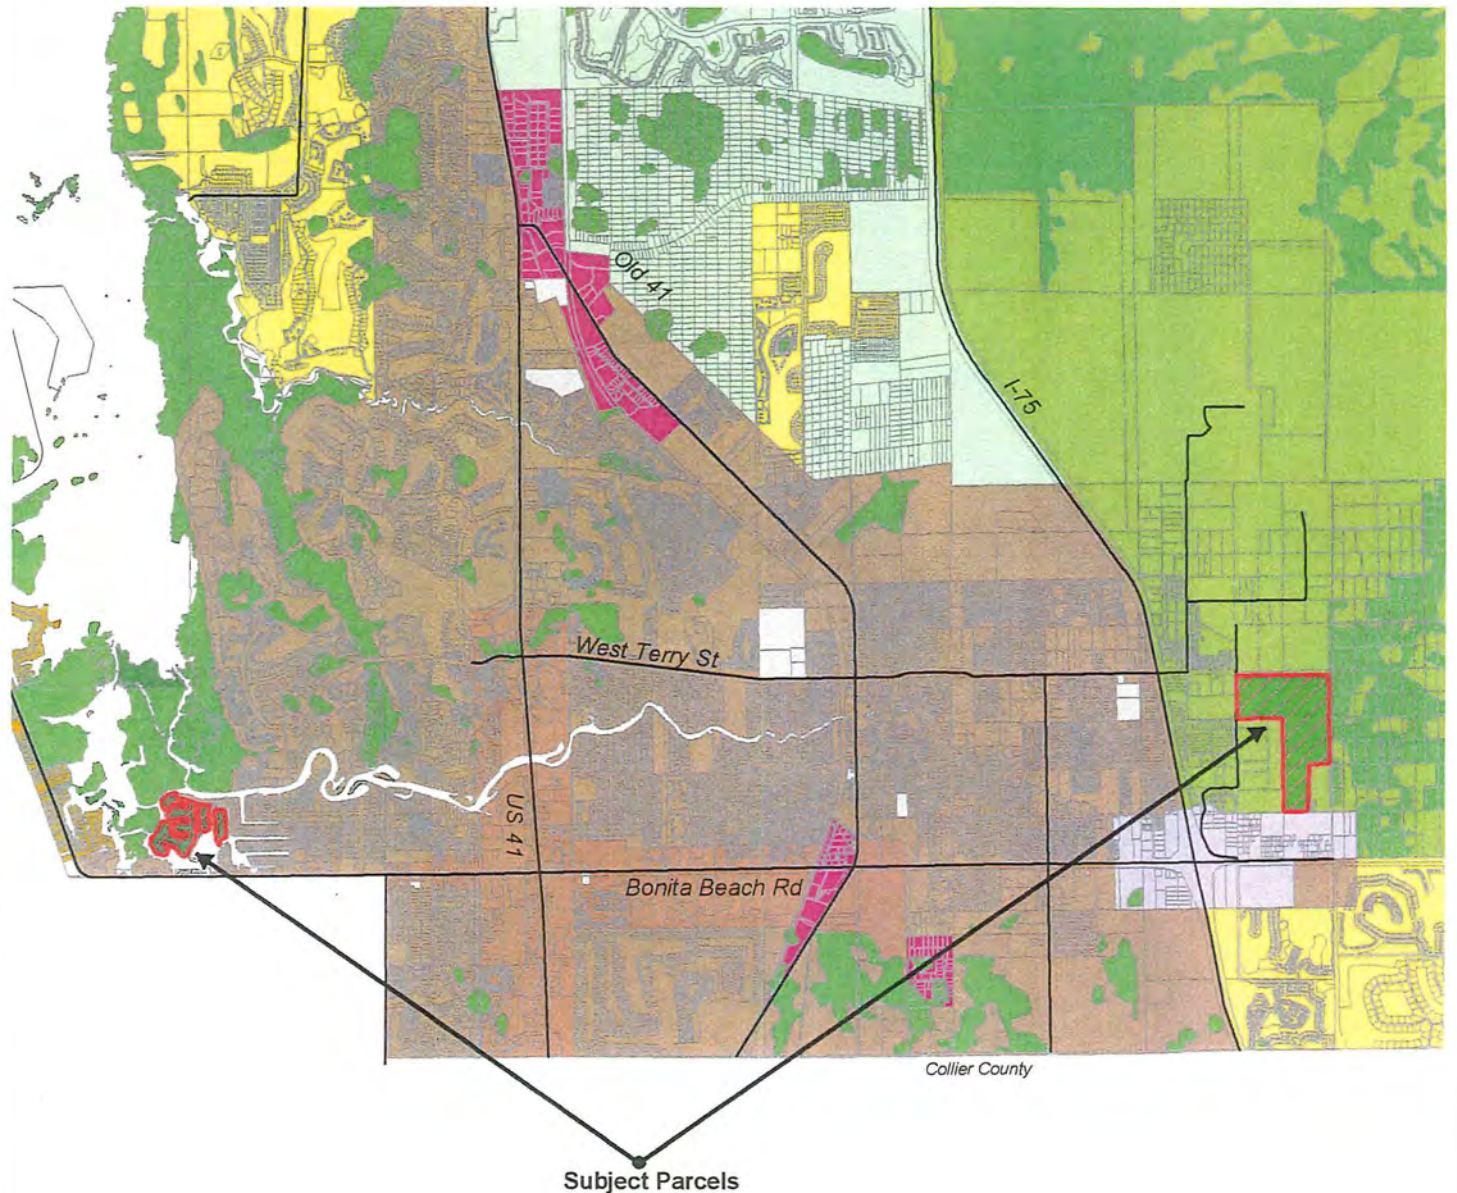 Old 41
I-75
West Terry St
US 41
Bonita Beach Rd
Collier County
Subject Parcels